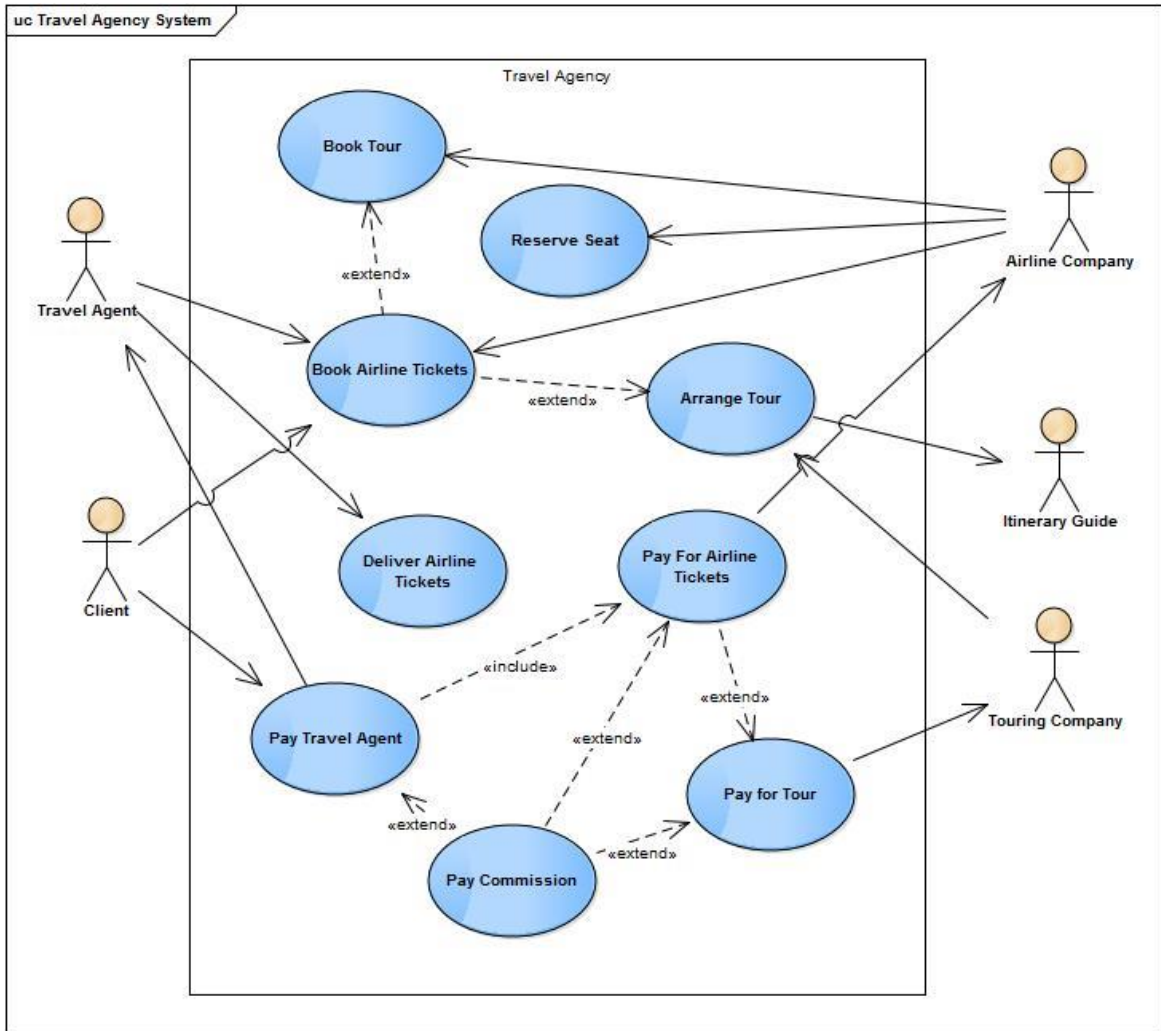 uc Travel Agency System
Travel Agency
Book Tour
Reserve Seat
Airline Company
«extend»
Travel Agent
Book Airline Tickets
«extend»
Arrange Tour
Itinerary Guide
Client
Deliver Airline
Tickets
Pay For Airline
Tickets
«include»
«extend»
Touring Company
Pay Travel Agent
«extend»
Pay for Tour
«extend»
«extend»
Pay Commission